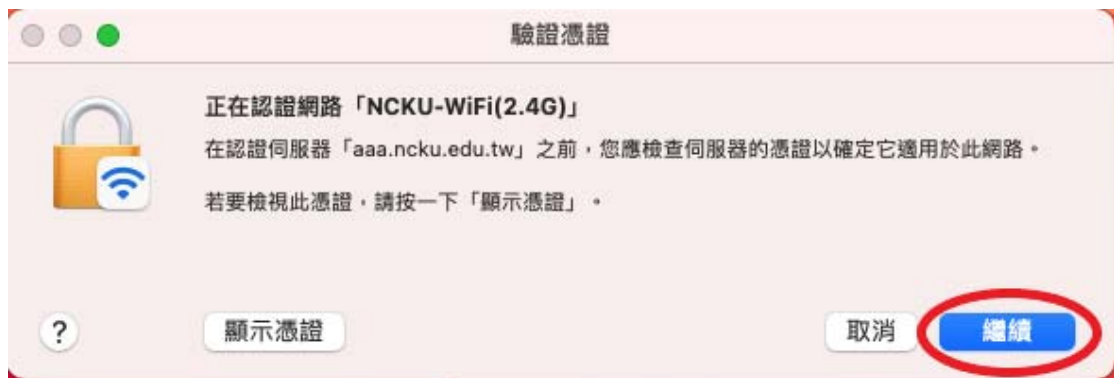 驗證憑證
正在認證網路「NCKU-WiFi(2.4G)」
在認證伺服器「aaa.ncku.edu.tw」之前，您應檢查伺服器的憑證以確定它適用於此網路。
若要檢視此憑證，請按一下「顯示憑證」。
?
顯示憑證
取消
繼續